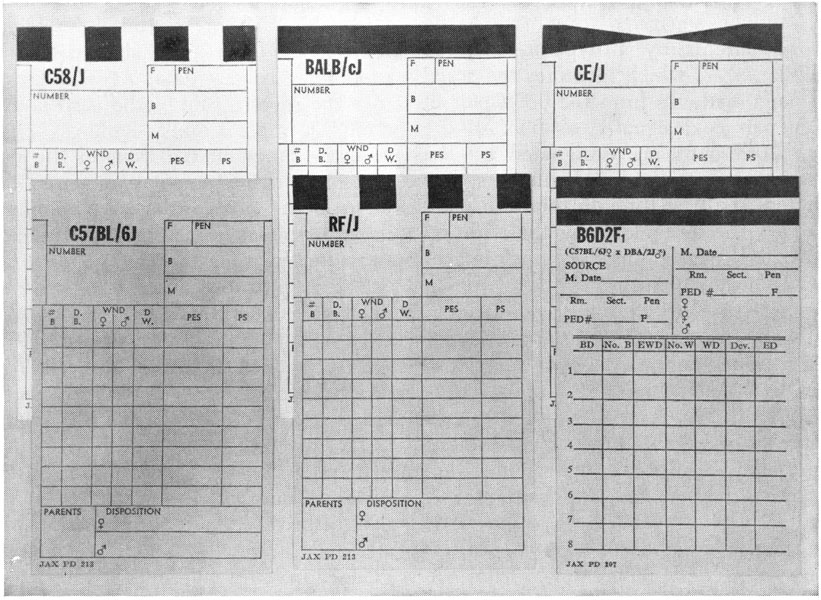 C58/J
F PEN
NUMBER
B
M
# B D. B. WND ♀ ♂ D W. PES PS
BALB/cJ
F PEN
NUMBER
B
M
# B D. B. WND ♀ ♂ D W. PES PS
CE/J
F PEN
NUMBER
B
M
# B D. B. WND ♀ ♂ D W. PES PS
C57BL/6J
F PEN
NUMBER
B
M
# B D. B. WND ♀ ♂ D W. PES PS
PARENTS DISPOSITION
♀
♂
JAX PD 213
RF/J
F PEN
NUMBER
B
M
# B D. B. WND ♀ ♂ D W. PES PS
PARENTS DISPOSITION
♀
♂
JAX PD 213
B6D2F1
(C57BL/6J♀ x DBA/2J♂)
SOURCE
M. Date
Rm. Sect. Pen
PED# F
M. Date
Rm. Sect. Pen
PED # F
♀
♀
♂
BD No. B EWD No. W WD Dev. ED
1
2
3
4
5
6
7
8
JAX PD 207